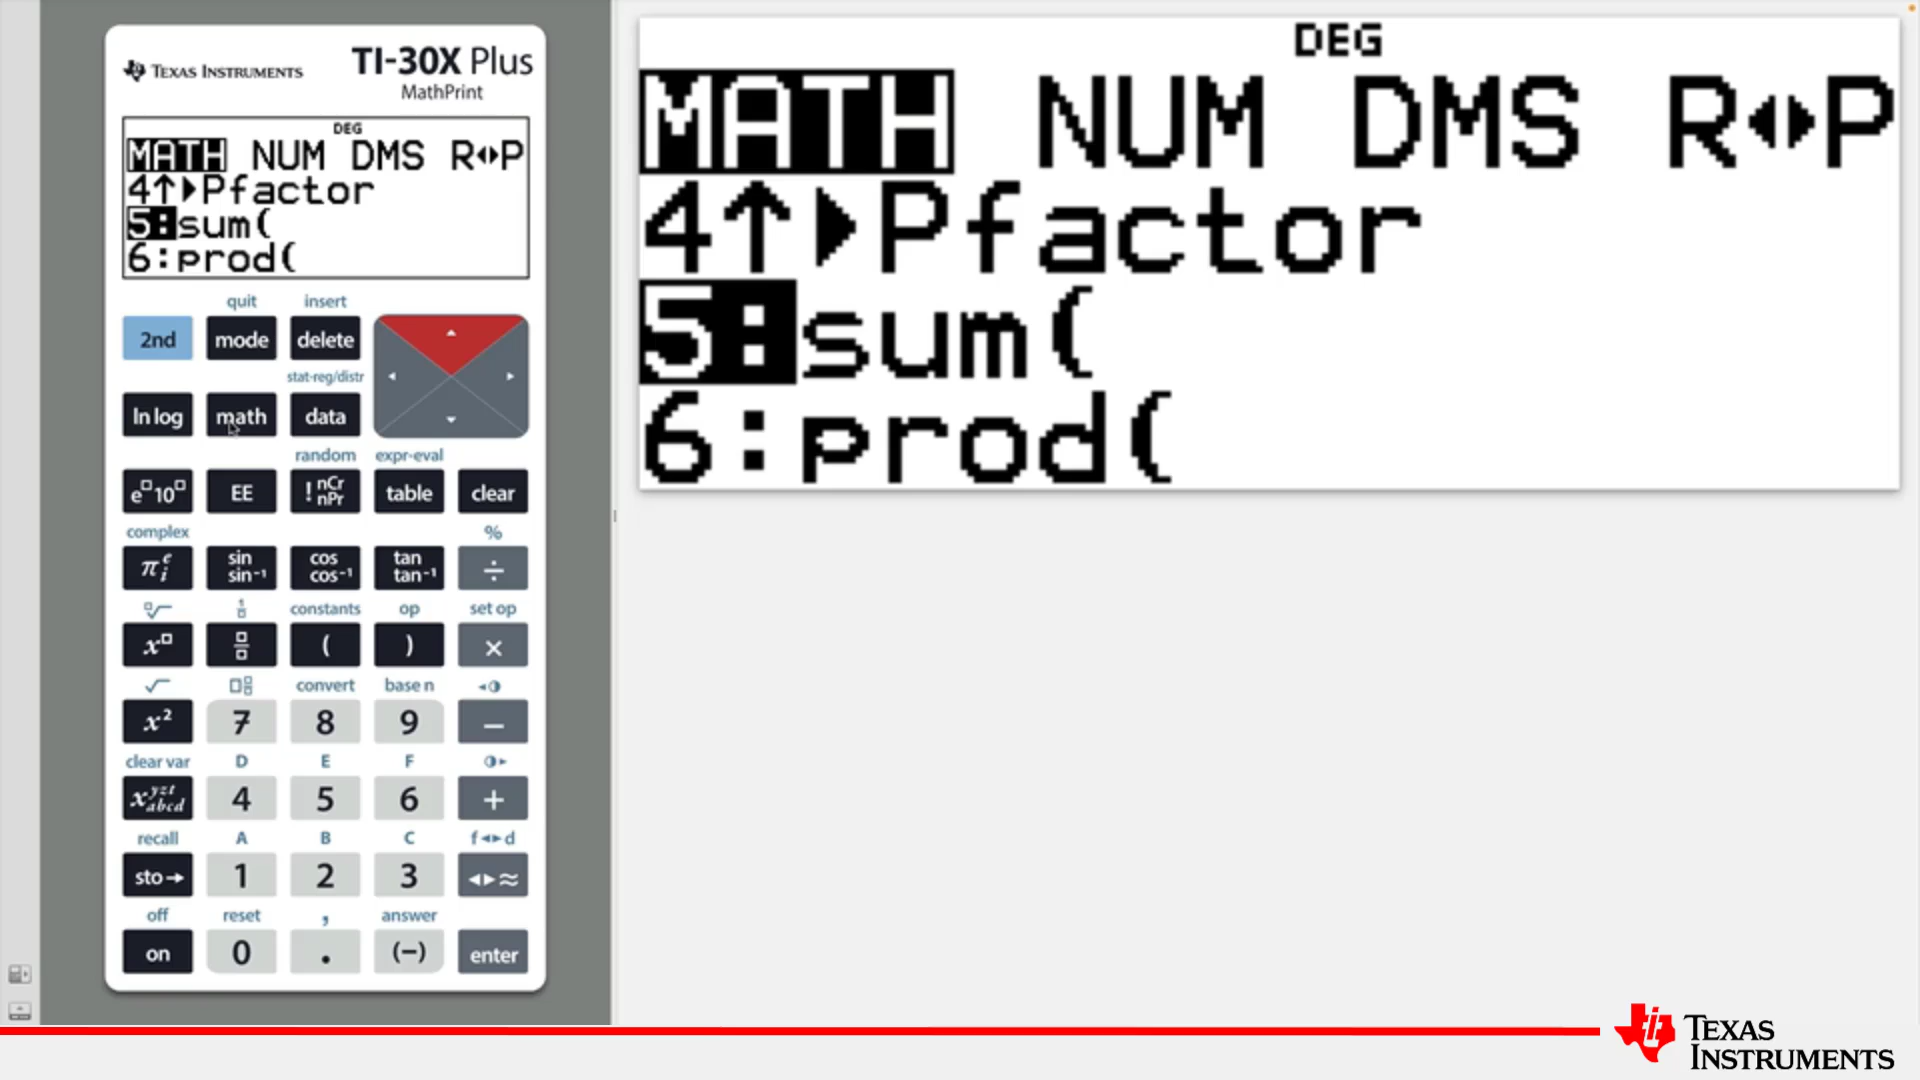 TEXAS INSTRUMENTS
TI-30X Plus
MathPrint
DEG
MATH NUM DMS R◂▸P
4↑▸Pfactor
5:sum(
6:prod(
quit insert
2nd mode delete
stat-reg/distr
ln log math data
random expr-eval
e□10□ EE ! nCr nPr table clear
complex %
π e i sin sin⁻¹ cos cos⁻¹ tan tan⁻¹ ÷
□√ 1/□ constants op set op
x□ □/□ ( ) ×
√ □□/□ convert base n ◂◑
x² 7 8 9 −
clear var D E F ◑▸
x yzt abcd 4 5 6 +
recall A B C f◂▸d
sto→ 1 2 3 ◂▸≈
off reset , answer
on 0 . (−) enter
DEG
MATH NUM DMS R◂▸P
4↑▸Pfactor
5:sum(
6:prod(
TEXAS
INSTRUMENTS